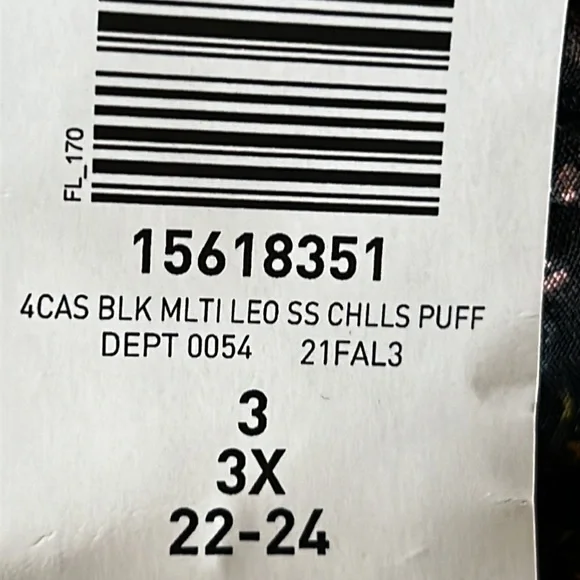 FL_170
15618351
4CAS BLK MLTI LEO SS CHLLS PUFF
DEPT 0054 21FAL3
3
3X
22-24